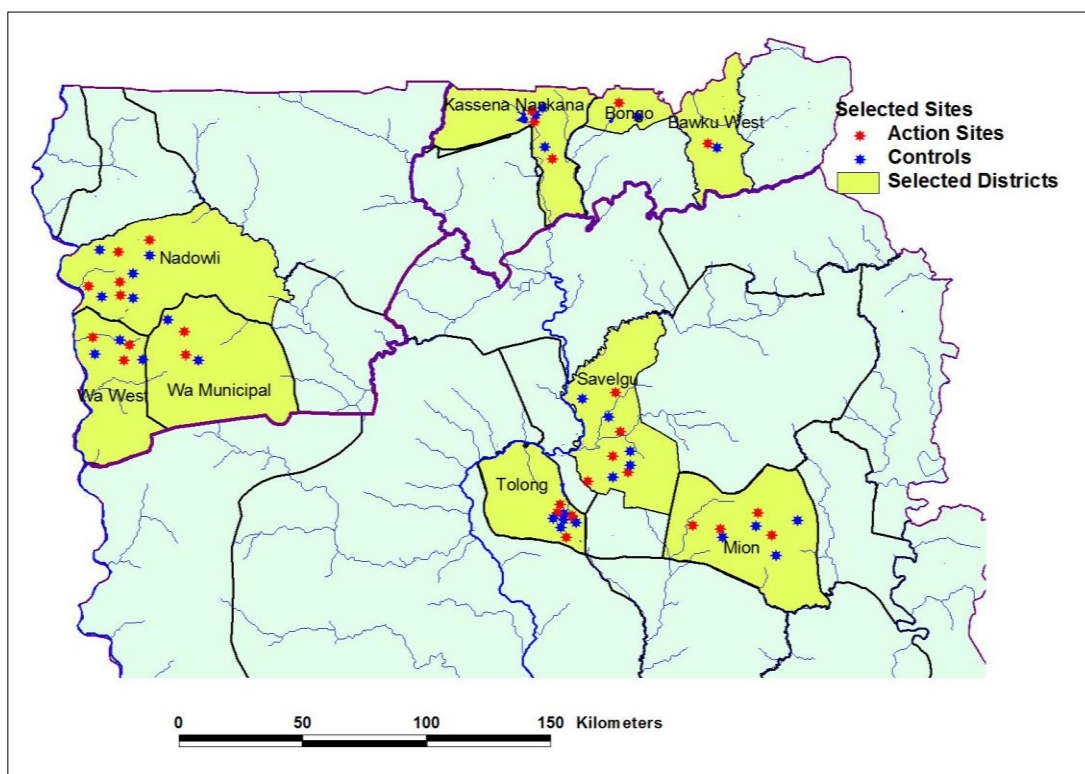 Kassena Nankana
Bongo
Bawku West
Selected Sites
Action Sites
Controls
Selected Districts
Nadowli
Wa West
Wa Municipal
Savelgu
Tolong
Mion
0 50 100 150 Kilometers